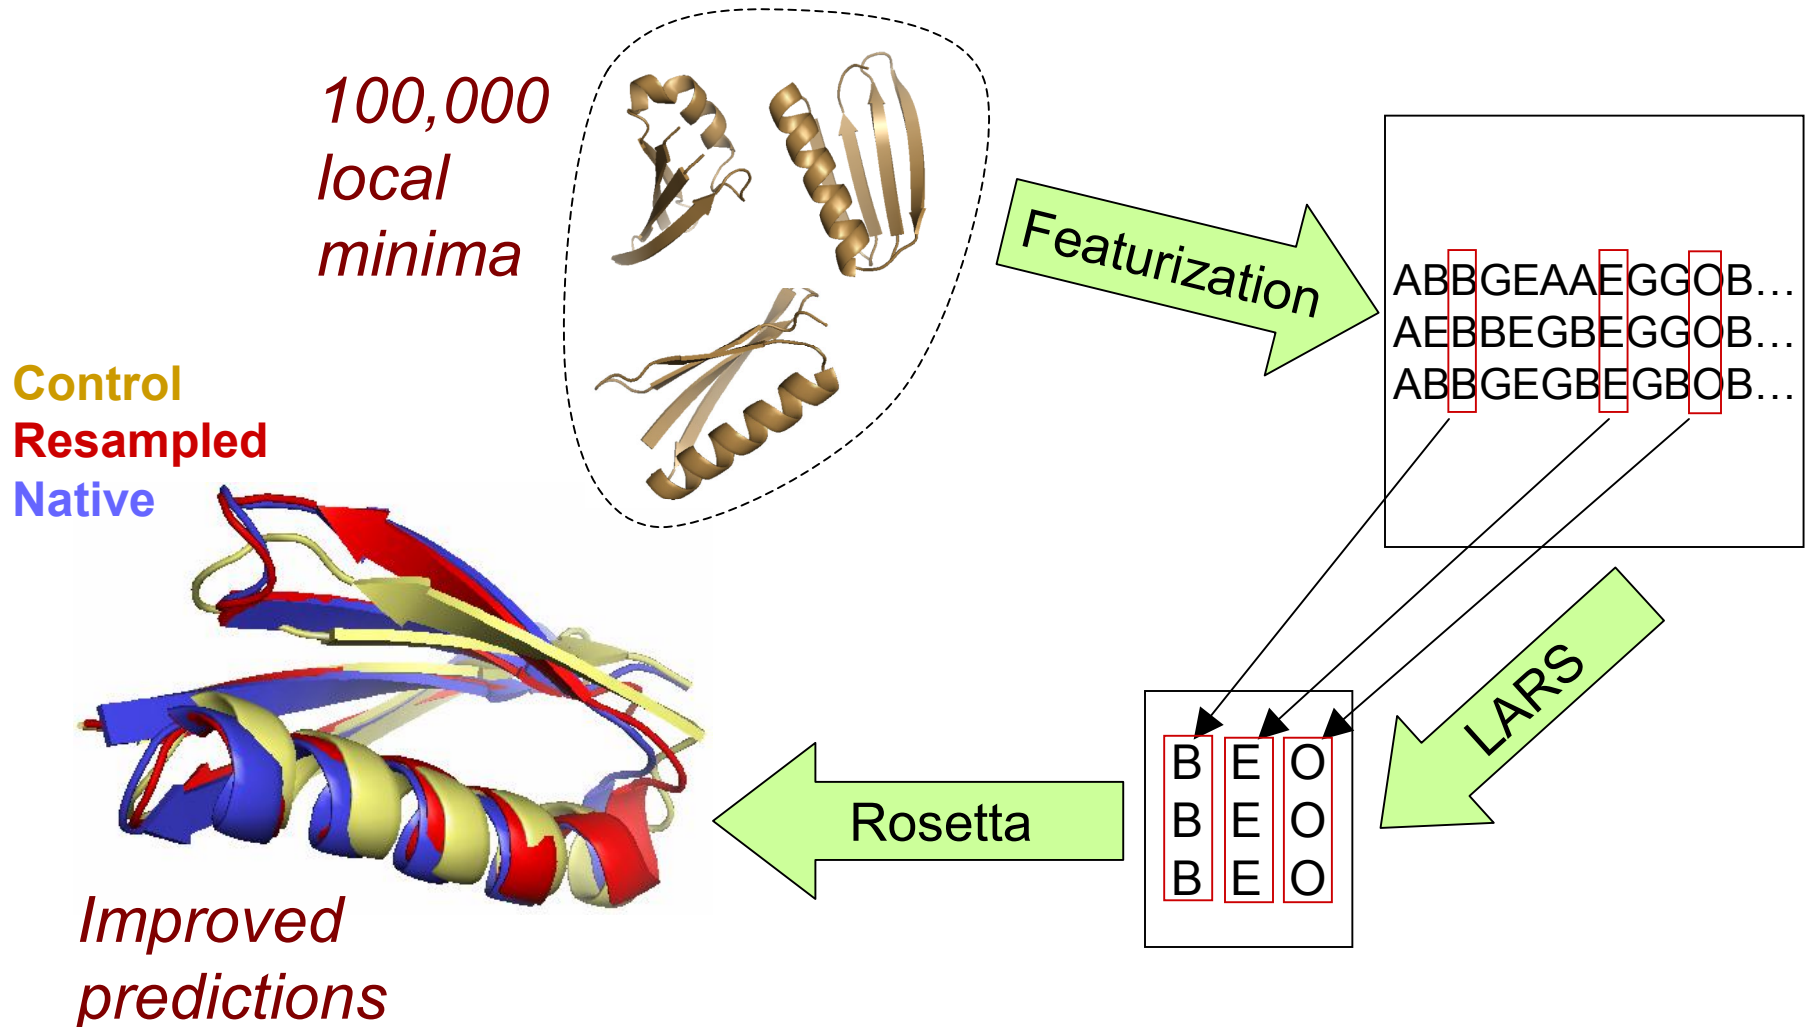 100,000
local
minima
Featurization
ABBGEAAEGGOB…
AEBBEGBEGGOB…
ABBGEGBEGBOB…
Control
Resampled
Native
LARS
B E O
B E O
B E O
Rosetta
Improved
predictions